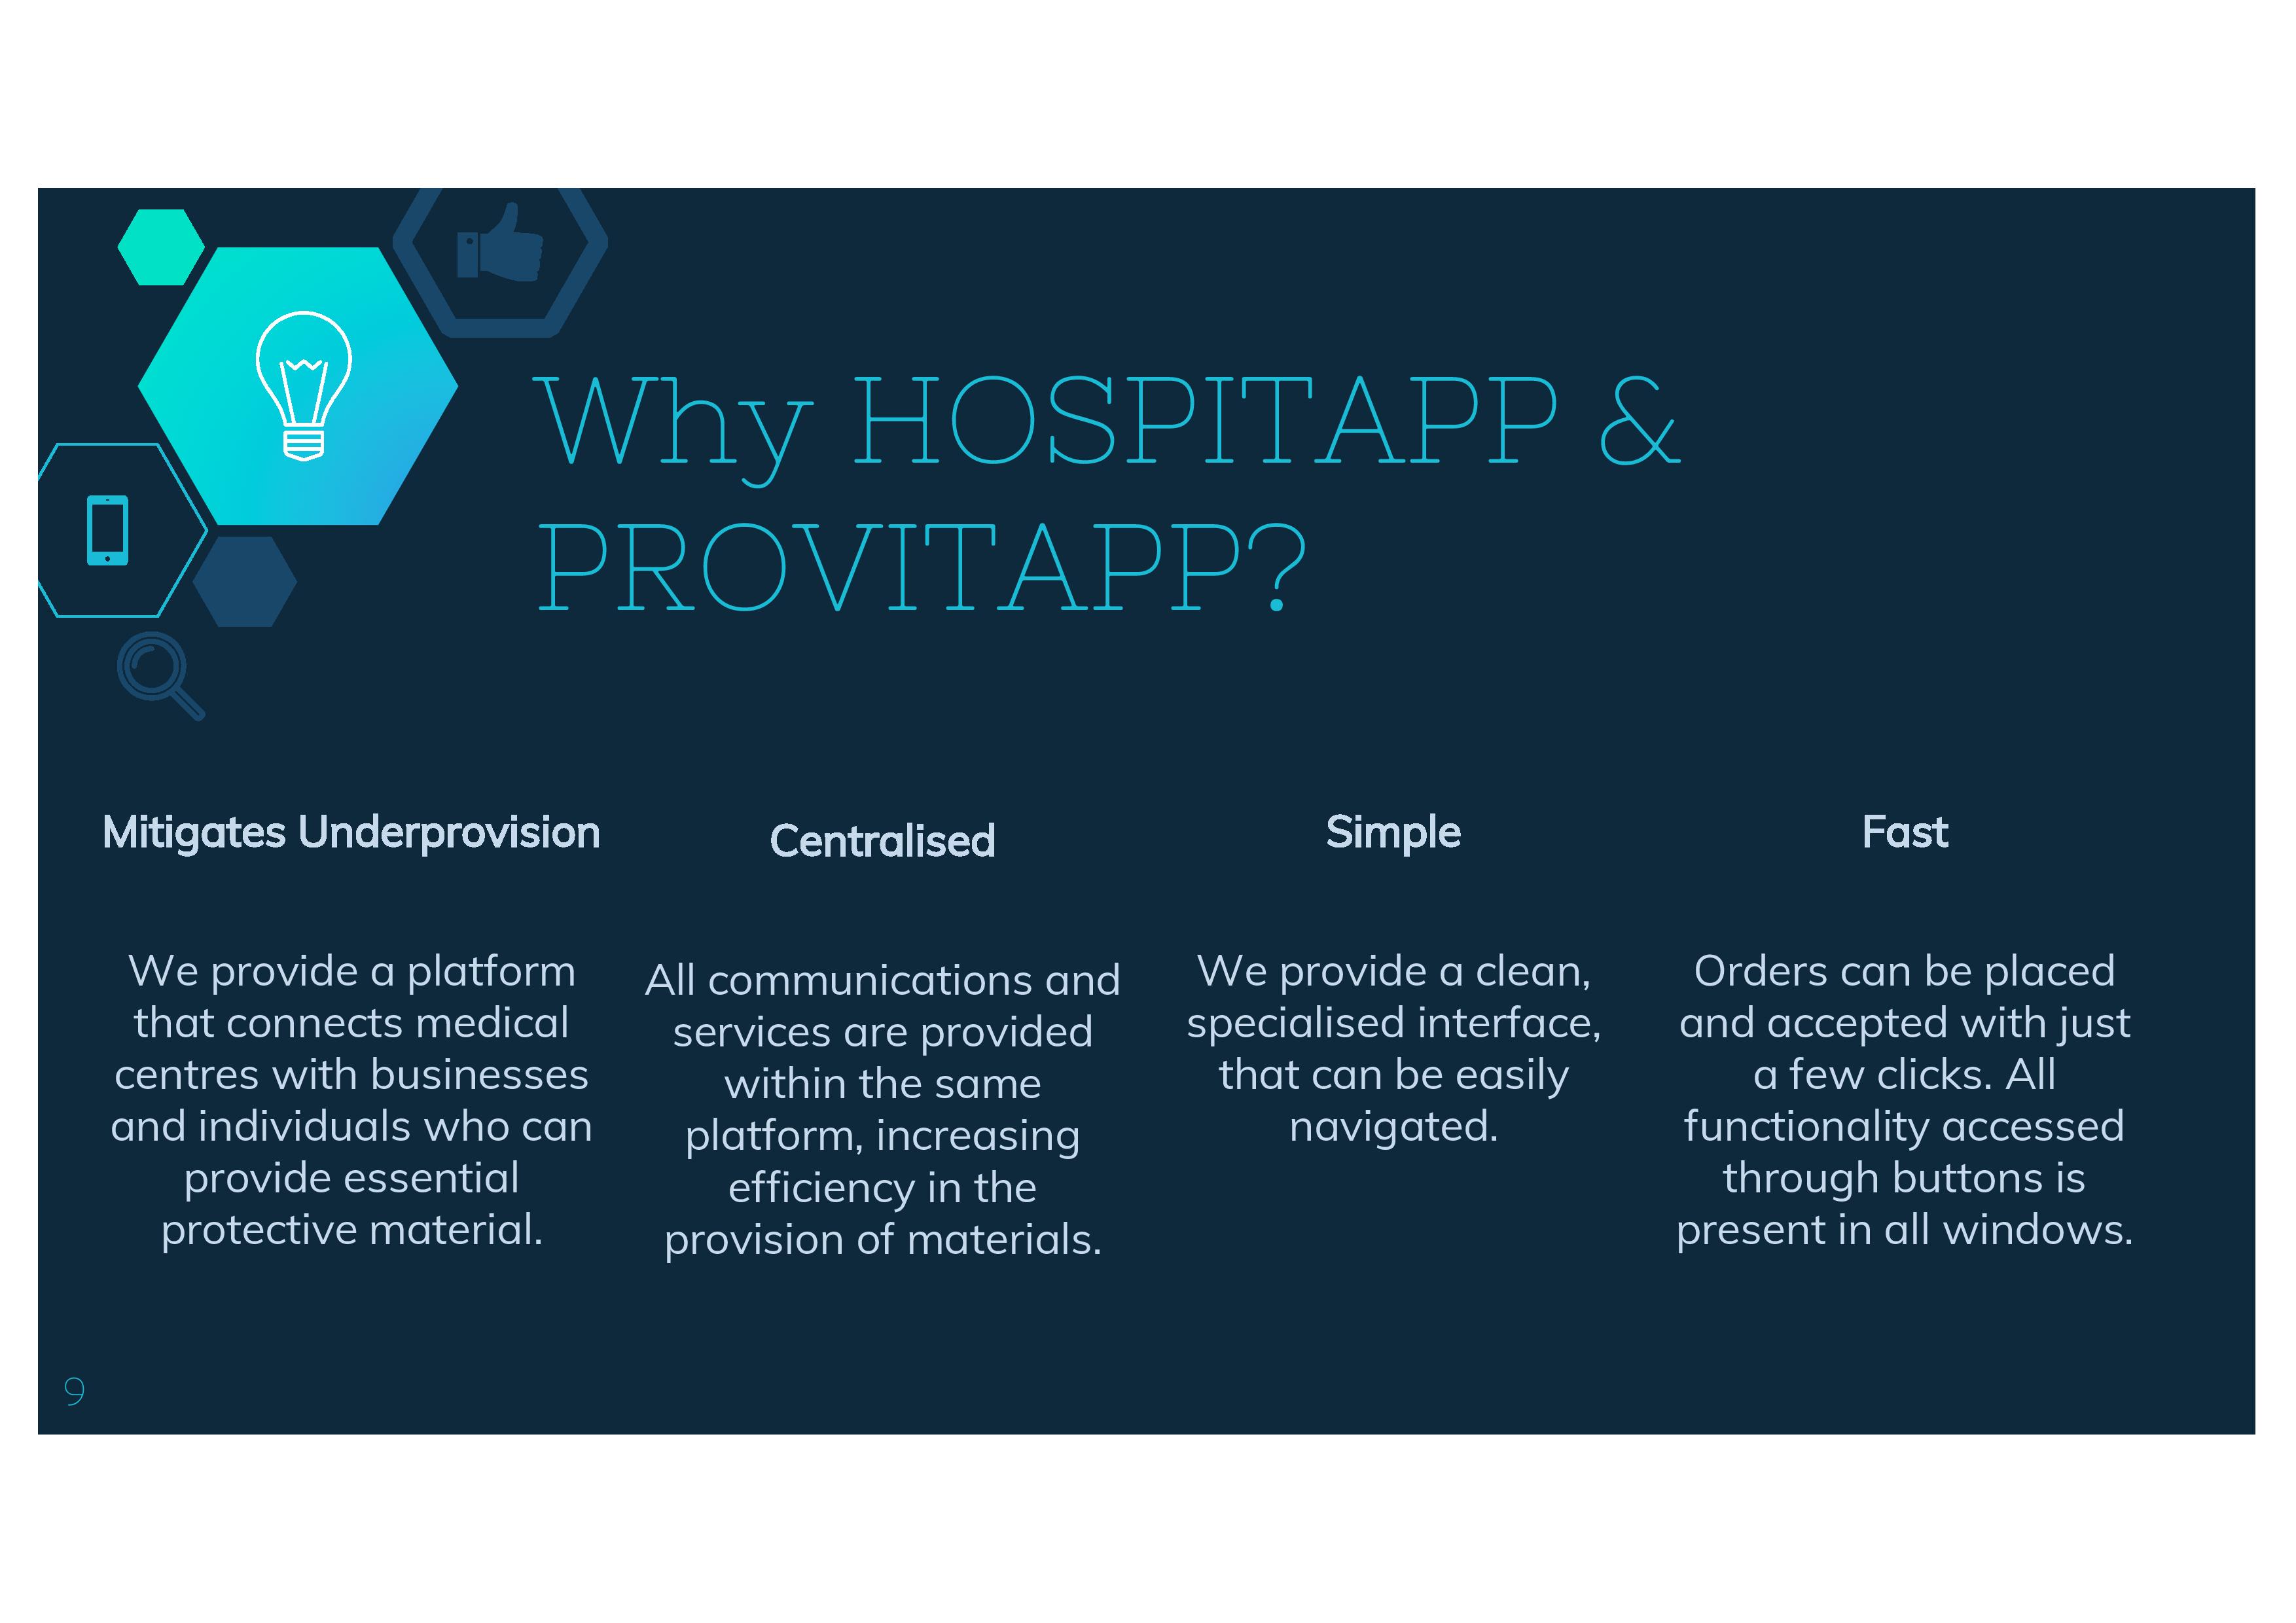 Why HOSPITAPP &
PROVITAPP?
Mitigates Underprovision
We provide a platform
that connects medical
centres with businesses
and individuals who can
provide essential
protective material.
Centralised
All communications and
services are provided
within the same
platform, increasing
efficiency in the
provision of materials.
Simple
We provide a clean,
specialised interface,
that can be easily
navigated.
Fast
Orders can be placed
and accepted with just
a few clicks. All
functionality accessed
through buttons is
present in all windows.
9